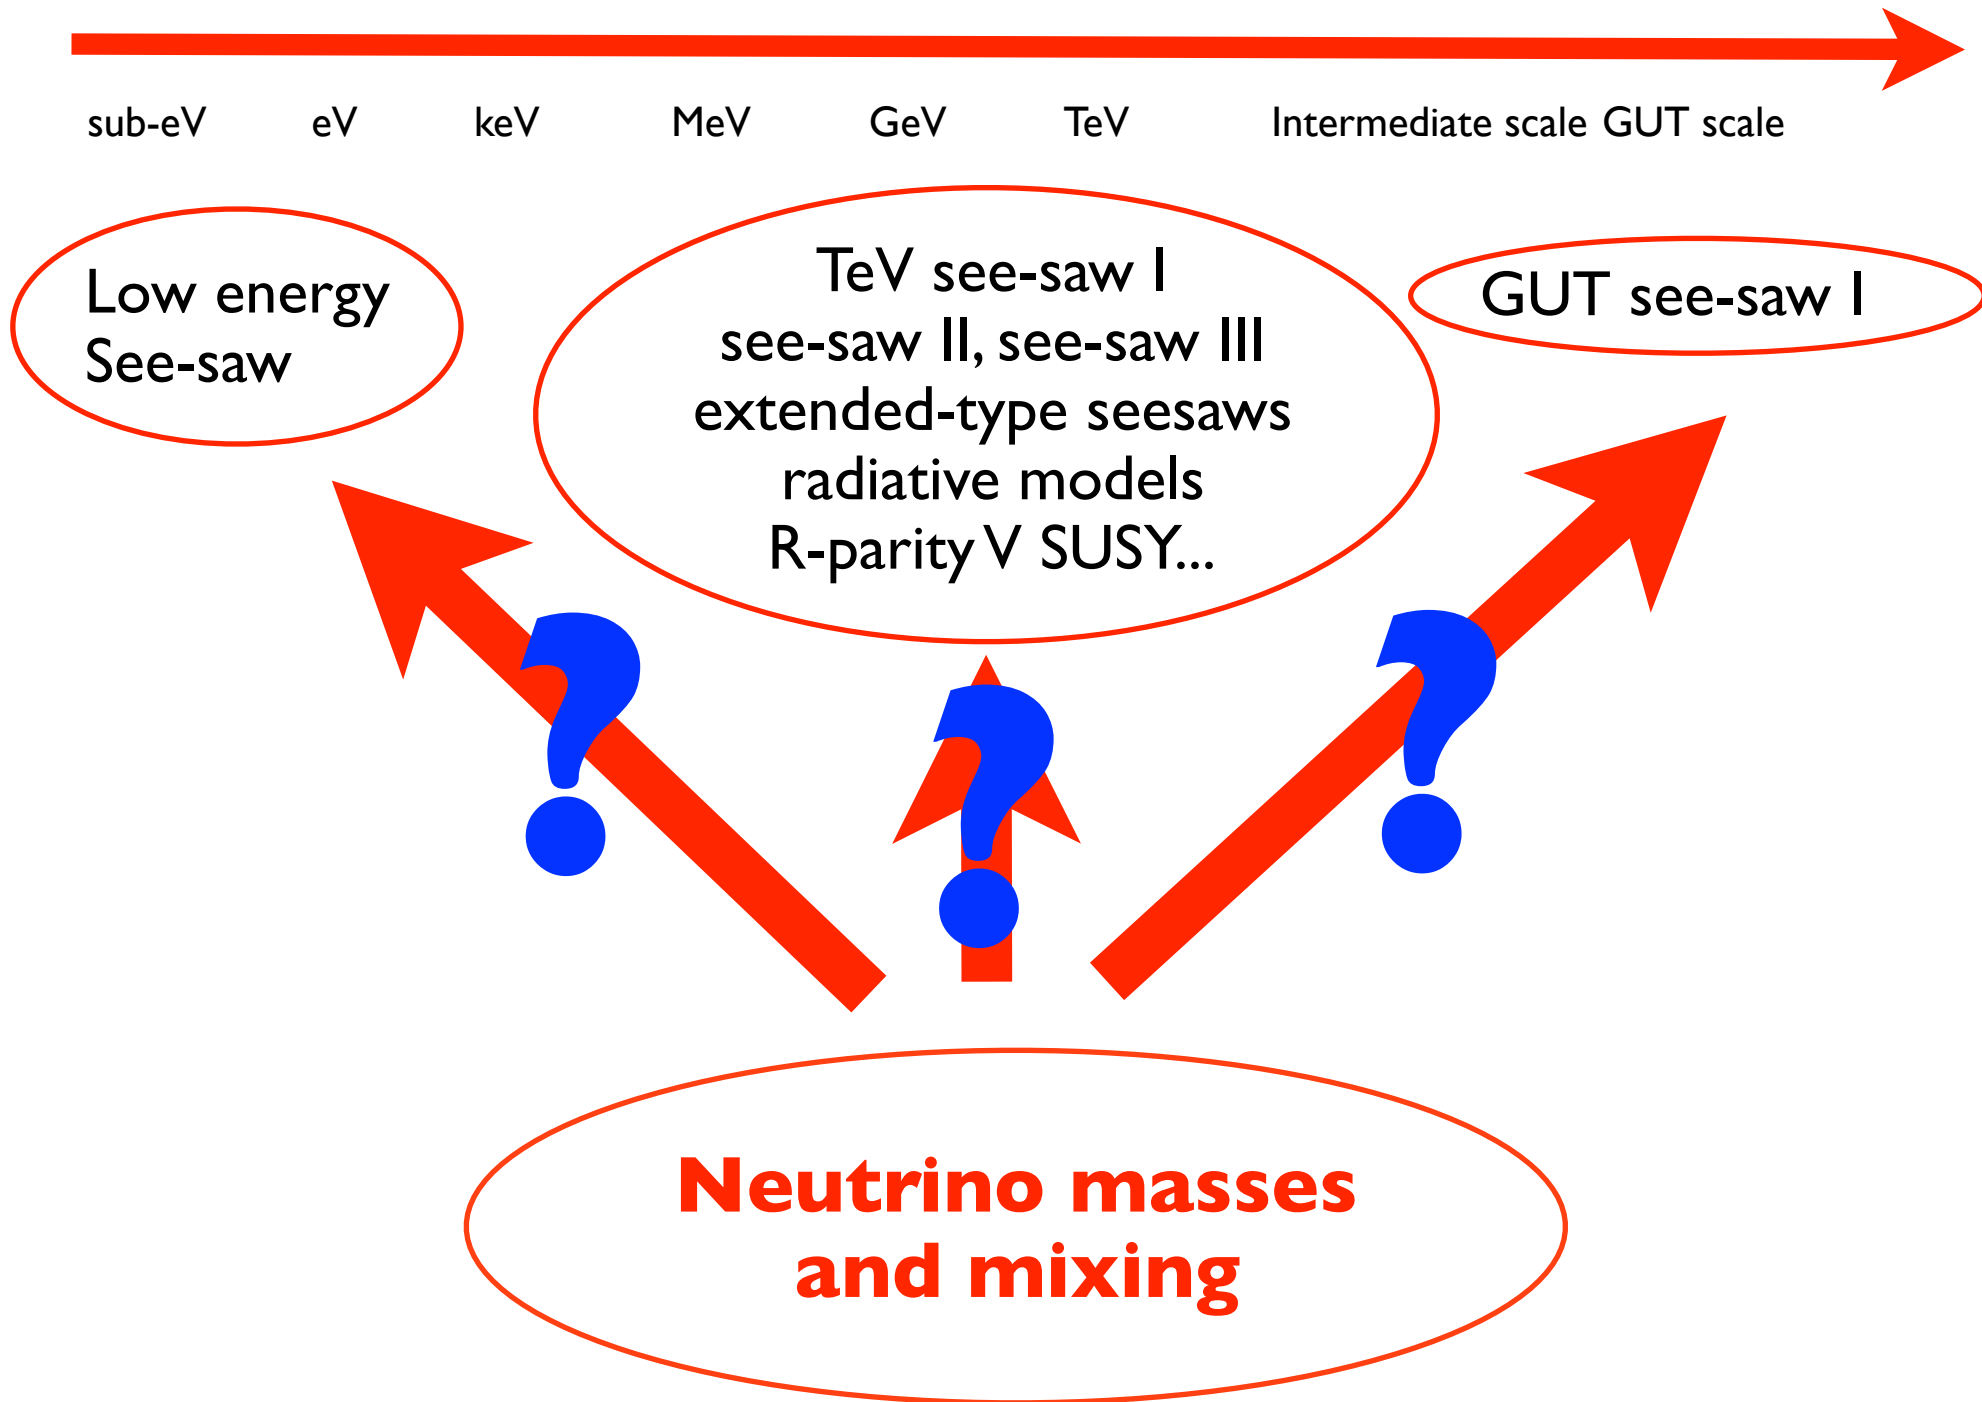 sub-eV eV keV MeV GeV TeV Intermediate scale GUT scale
Low energy
See-saw
TeV see-saw I
see-saw II, see-saw III
extended-type seesaws
radiative models
R-parity V SUSY...
GUT see-saw I
? ? ?
Neutrino masses
and mixing